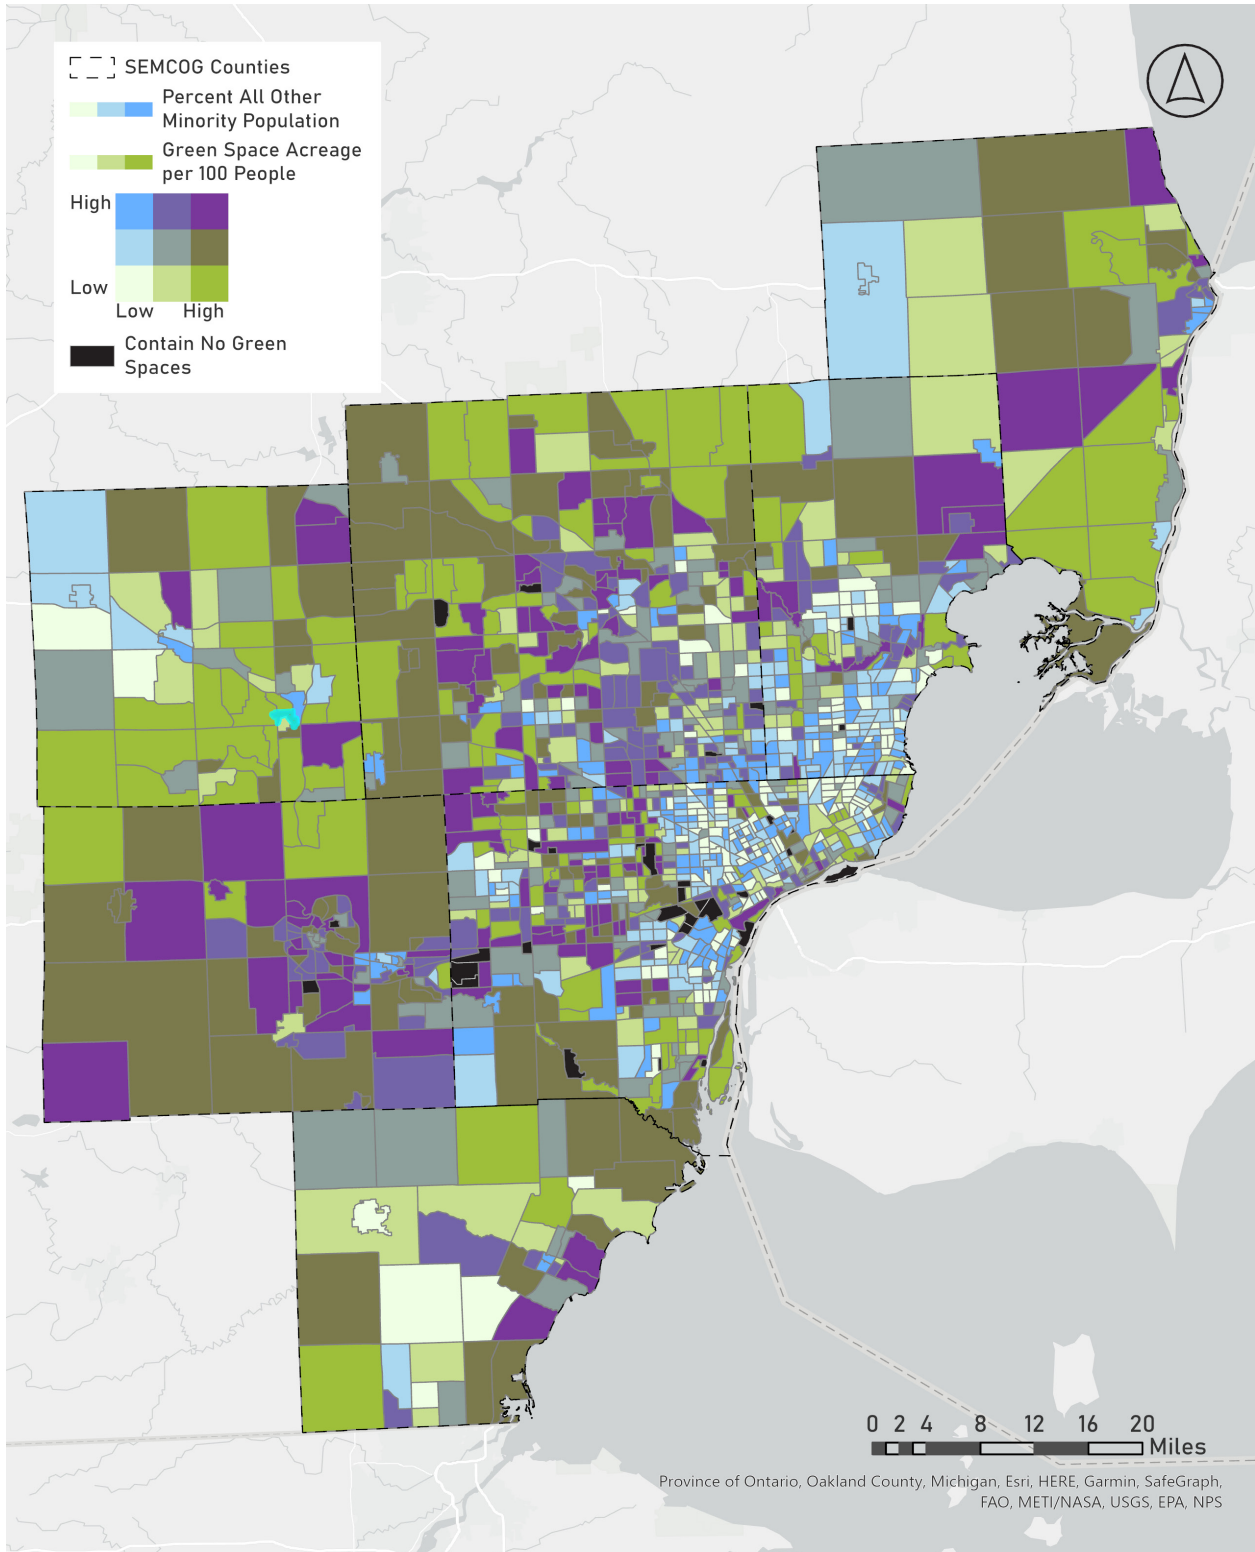 SEMCOG Counties
Percent All Other
Minority Population
Green Space Acreage
per 100 People
High
Low
Low High
Contain No Green
Spaces
0 2 4 8 12 16 20
Miles
Province of Ontario, Oakland County, Michigan, Esri, HERE, Garmin, SafeGraph,
FAO, METI/NASA, USGS, EPA, NPS